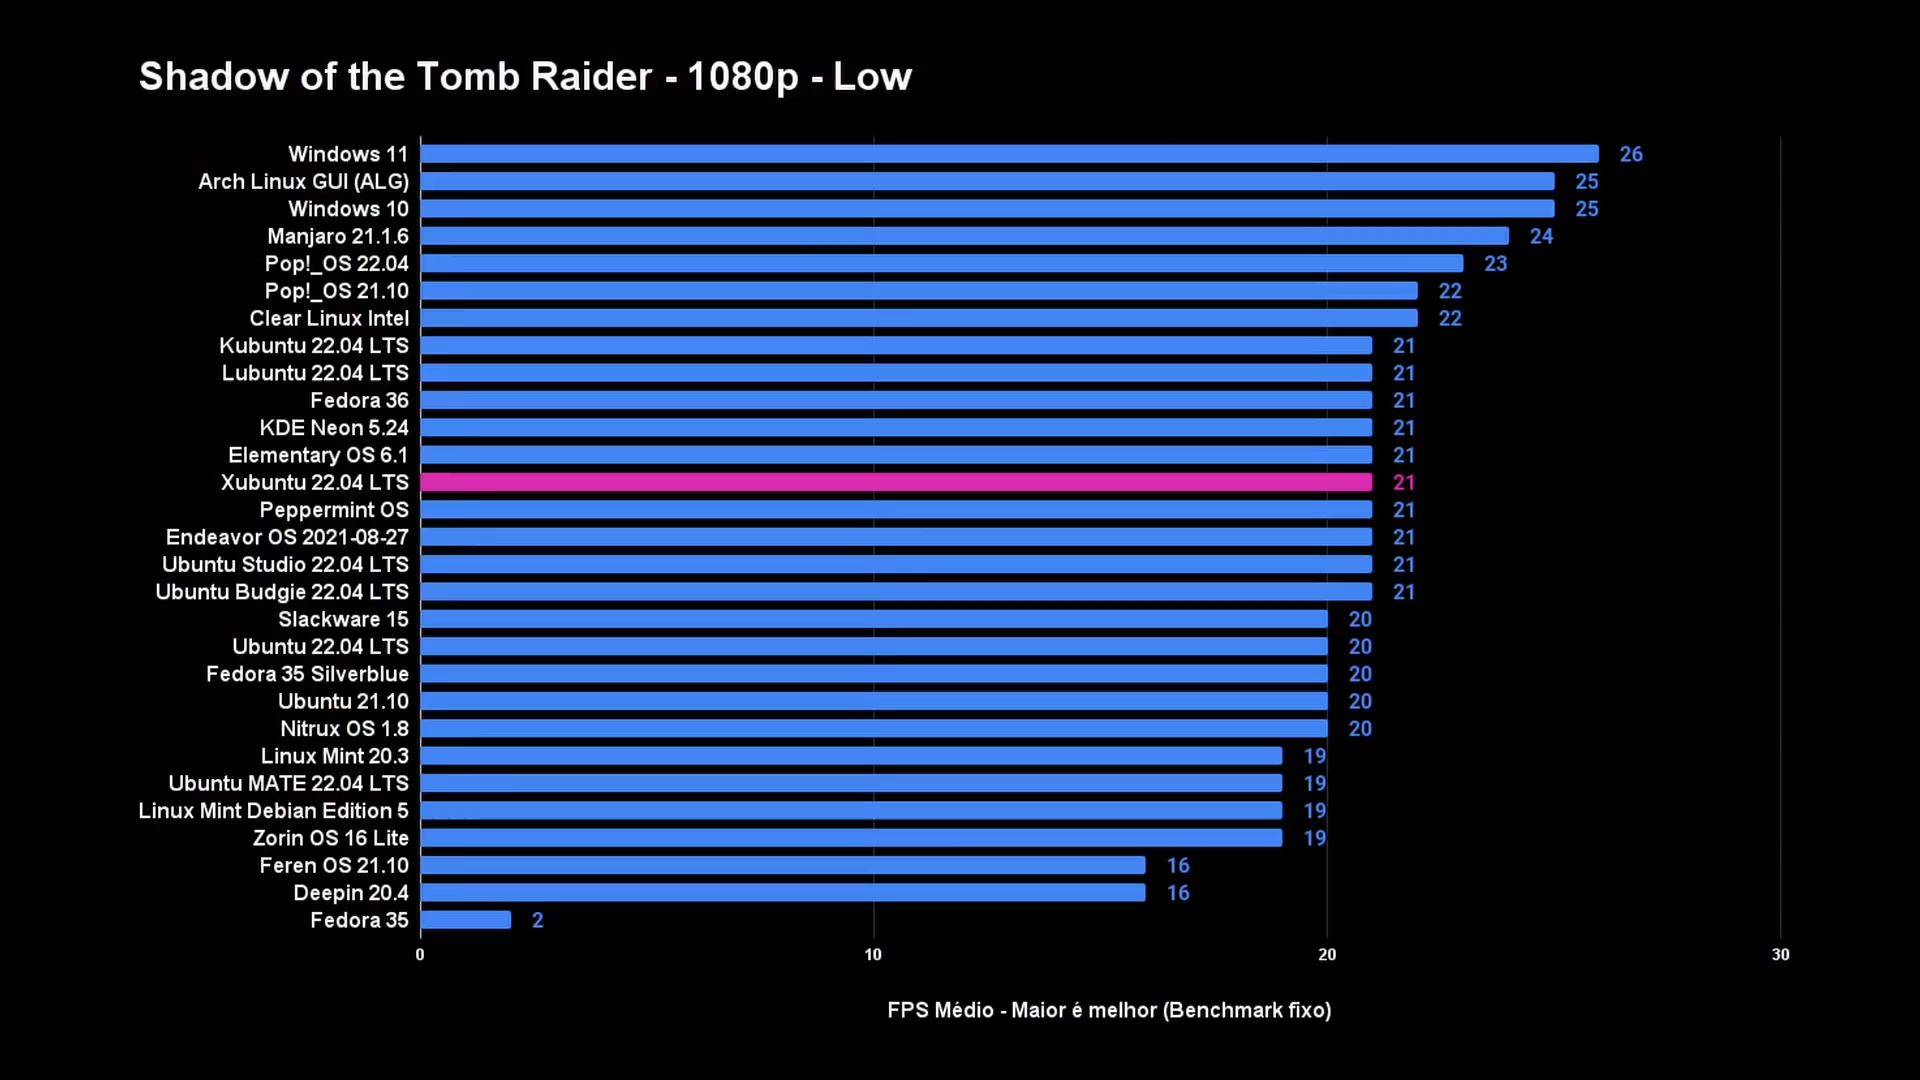 Shadow of the Tomb Raider - 1080p - Low
Windows 11 26
Arch Linux GUI (ALG) 25
Windows 10 25
Manjaro 21.1.6 24
Pop!_OS 22.04 23
Pop!_OS 21.10 22
Clear Linux Intel 22
Kubuntu 22.04 LTS 21
Lubuntu 22.04 LTS 21
Fedora 36 21
KDE Neon 5.24 21
Elementary OS 6.1 21
Xubuntu 22.04 LTS 21
Peppermint OS 21
Endeavor OS 2021-08-27 21
Ubuntu Studio 22.04 LTS 21
Ubuntu Budgie 22.04 LTS 21
Slackware 15 20
Ubuntu 22.04 LTS 20
Fedora 35 Silverblue 20
Ubuntu 21.10 20
Nitrux OS 1.8 20
Linux Mint 20.3 19
Ubuntu MATE 22.04 LTS 19
Linux Mint Debian Edition 5 19
Zorin OS 16 Lite 19
Feren OS 21.10 16
Deepin 20.4 16
Fedora 35 2
0 10 20 30
FPS Médio - Maior é melhor (Benchmark fixo)